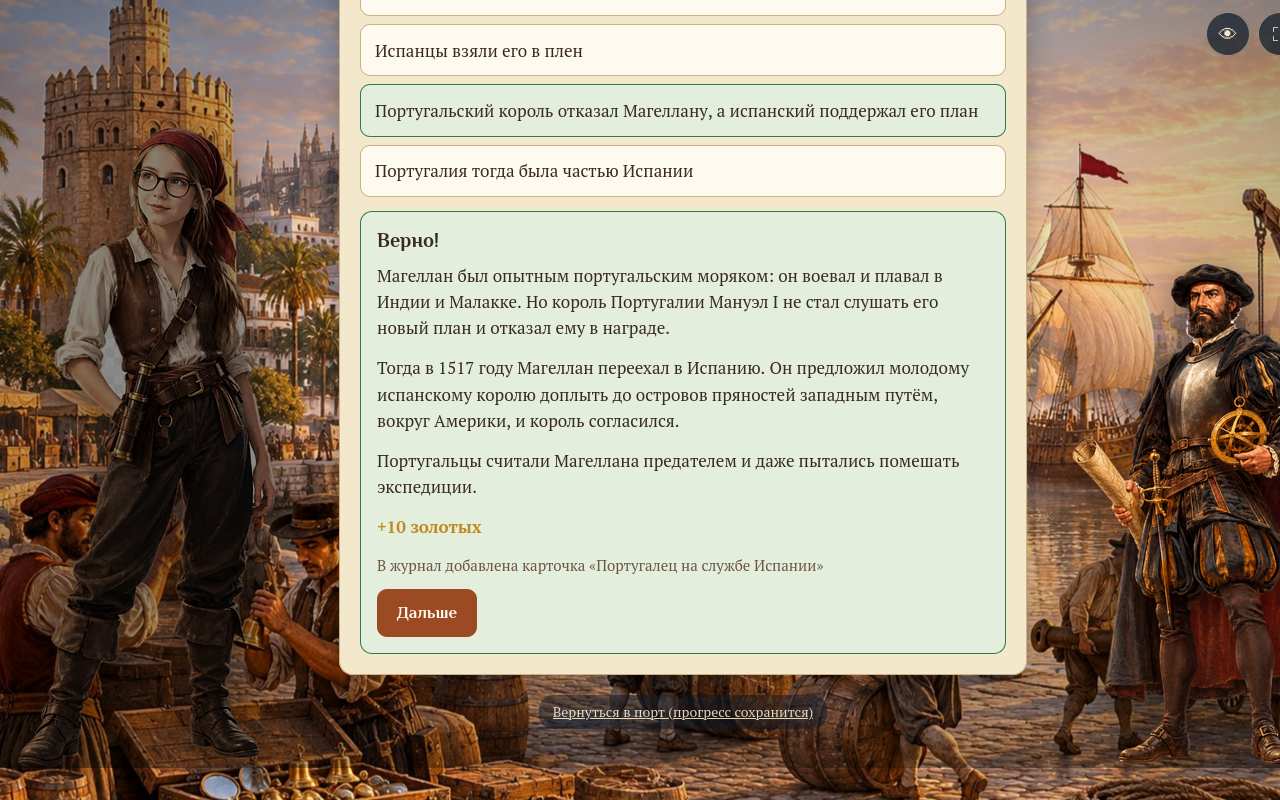 Испанцы взяли его в плен
Португальский король отказал Магеллану, а испанский поддержал его план
Португалия тогда была частью Испании
Верно!
Магеллан был опытным португальским моряком: он воевал и плавал в
Индии и Малакке. Но король Португалии Мануэл I не стал слушать его
новый план и отказал ему в награде.
Тогда в 1517 году Магеллан переехал в Испанию. Он предложил молодому
испанскому королю доплыть до островов пряностей западным путём,
вокруг Америки, и король согласился.
Португальцы считали Магеллана предателем и даже пытались помешать
экспедиции.
+10 золотых
В журнал добавлена карточка «Португалец на службе Испании»
Дальше
Вернуться в порт (прогресс сохранится)